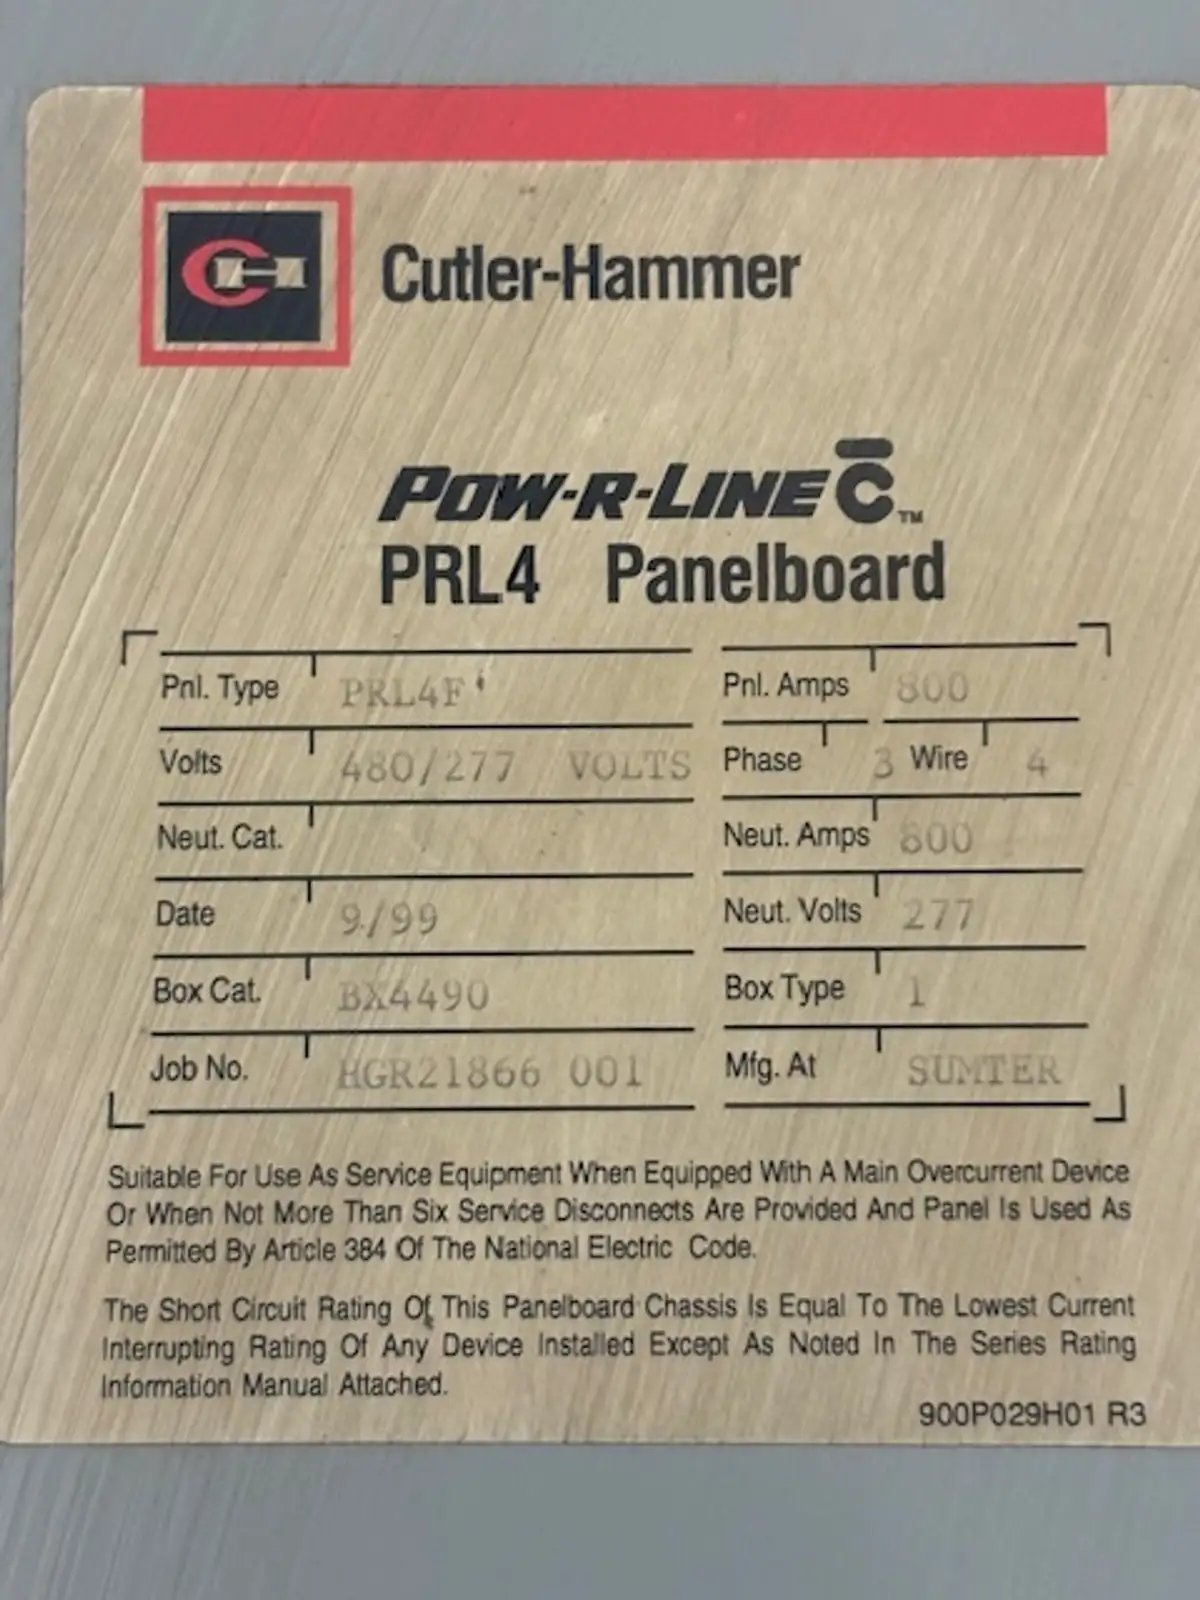 CH Cutler-Hammer
POW-R-LINE C™
PRL4 Panelboard
Pnl. Type PRL4F Pnl. Amps 800
Volts 480/277 VOLTS Phase 3 Wire 4
Neut. Cat. Neut. Amps 800
Date 9/99 Neut. Volts 277
Box Cat. BX4490 Box Type 1
Job No. HGR21866 001 Mfg. At SUMTER
Suitable For Use As Service Equipment When Equipped With A Main Overcurrent Device
Or When Not More Than Six Service Disconnects Are Provided And Panel Is Used As
Permitted By Article 384 Of The National Electric Code.
The Short Circuit Rating Of This Panelboard Chassis Is Equal To The Lowest Current
Interrupting Rating Of Any Device Installed Except As Noted In The Series Rating
Information Manual Attached.
900P029H01 R3